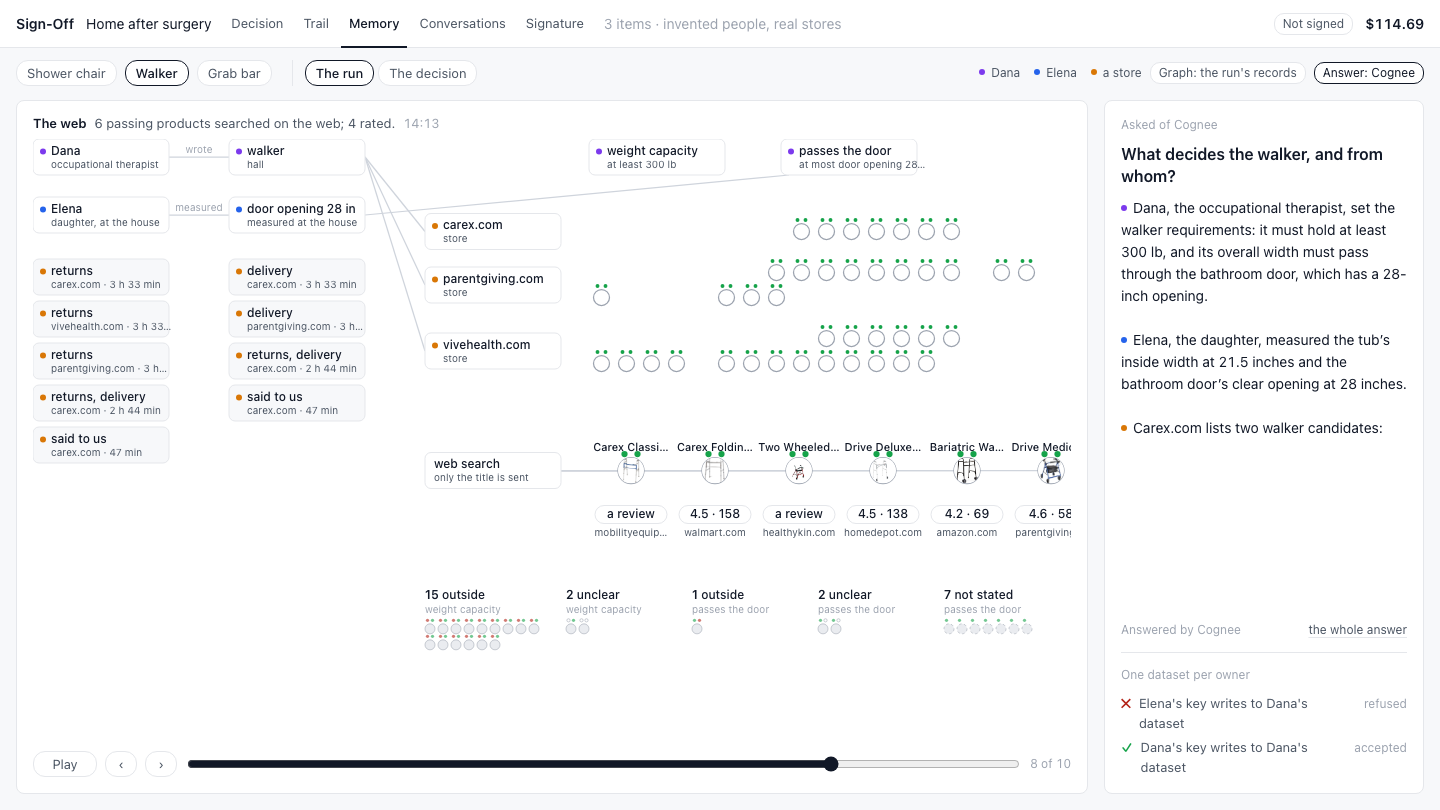 Sign-Off Home after surgery Decision Trail Memory Conversations Signature 3 items · invented people, real stores Not signed $114.69
Shower chair Walker Grab bar The run The decision Dana Elena a store Graph: the run's records Answer: Cognee
The web 6 passing products searched on the web; 4 rated. 14:13
Dana
occupational therapist
wrote
walker
hall
weight capacity
at least 300 lb
passes the door
at most door opening 28...
Elena
daughter, at the house
measured
door opening 28 in
measured at the house
carex.com
store
parentgiving.com
store
vivehealth.com
store
returns
carex.com · 3 h 33 min
delivery
carex.com · 3 h 33 min
returns
vivehealth.com · 3 h 33...
delivery
parentgiving.com · 3 h...
returns
parentgiving.com · 3 h...
returns, delivery
carex.com · 2 h 44 min
returns, delivery
carex.com · 2 h 44 min
said to us
carex.com · 47 min
said to us
carex.com · 47 min
web search
only the title is sent
Carex Classi... Carex Foldin... Two Wheeled... Drive Deluxe... Bariatric Wa... Drive Medic
a review 4.5 · 158 a review 4.5 · 138 4.2 · 69 4.6 · 58
mobilityequip... walmart.com healthykin.com homedepot.com amazon.com parentgiving
15 outside
weight capacity
2 unclear
weight capacity
1 outside
passes the door
2 unclear
passes the door
7 not stated
passes the door
Play ‹ › 8 of 10
Asked of Cognee
What decides the walker, and from
whom?
Dana, the occupational therapist, set the
walker requirements: it must hold at least
300 lb, and its overall width must pass
through the bathroom door, which has a 28-
inch opening.
Elena, the daughter, measured the tub’s
inside width at 21.5 inches and the
bathroom door’s clear opening at 28 inches.
Carex.com lists two walker candidates:
Answered by Cognee the whole answer
One dataset per owner
Elena's key writes to Dana's refused
dataset
Dana's key writes to Dana's accepted
dataset